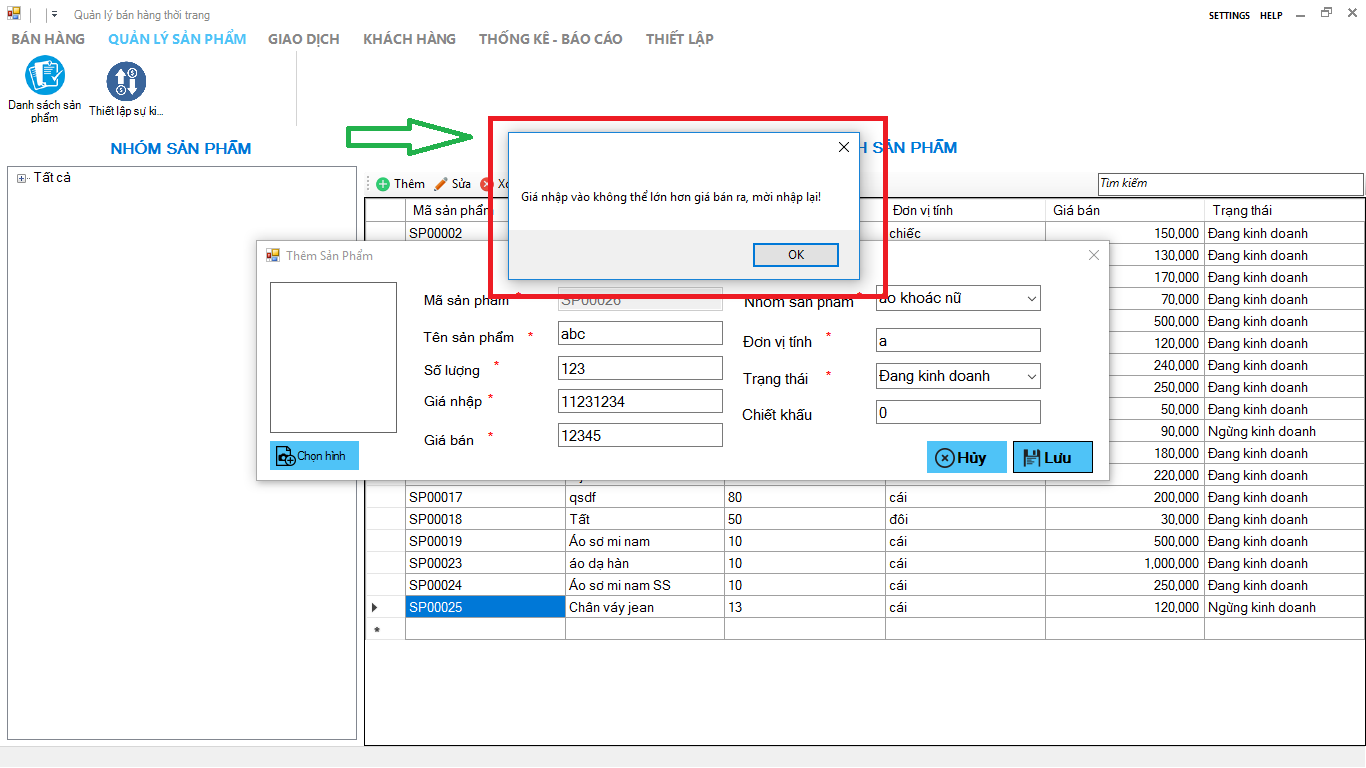 Quản lý bán hàng thời trang
SETTINGS HELP
BÁN HÀNG QUẢN LÝ SẢN PHẨM GIAO DỊCH KHÁCH HÀNG THỐNG KÊ - BÁO CÁO THIẾT LẬP
Danh sách sản phẩm
Thiết lập sự ki...
NHÓM SẢN PHẨM
Tất cả
H SẢN PHẨM
Thêm Sửa
Tìm kiếm
Mã sản phẩm Đơn vị tính Giá bán Trạng thái
SP00002 chiếc 150,000 Đang kinh doanh
130,000 Đang kinh doanh
170,000 Đang kinh doanh
70,000 Đang kinh doanh
500,000 Đang kinh doanh
120,000 Đang kinh doanh
240,000 Đang kinh doanh
250,000 Đang kinh doanh
50,000 Đang kinh doanh
90,000 Ngừng kinh doanh
180,000 Đang kinh doanh
220,000 Đang kinh doanh
SP00017 qsdf 80 cái 200,000 Đang kinh doanh
SP00018 Tất 50 đôi 30,000 Đang kinh doanh
SP00019 Áo sơ mi nam 10 cái 500,000 Đang kinh doanh
SP00023 áo dạ hàn 10 cái 1,000,000 Đang kinh doanh
SP00024 Áo sơ mi nam SS 10 cái 250,000 Đang kinh doanh
SP00025 Chân váy jean 13 cái 120,000 Ngừng kinh doanh
Giá nhập vào không thể lớn hơn giá bán ra, mời nhập lại!
OK
Thêm Sản Phẩm
Mã sản phẩm * SP00026
Tên sản phẩm * abc
Số lượng * 123
Giá nhập * 11231234
Giá bán * 12345
Nhóm sản phẩm * áo khoác nữ
Đơn vị tính * a
Trạng thái * Đang kinh doanh
Chiết khấu 0
Chọn hình
Hủy Lưu